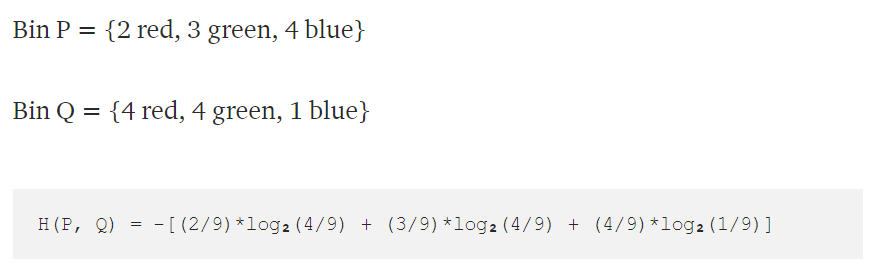 Bin P = {2 red, 3 green, 4 blue}
Bin Q = {4 red, 4 green, 1 blue}
H(P, Q) = -[(2/9)*log₂(4/9) + (3/9)*log₂(4/9) + (4/9)*log₂(1/9)]